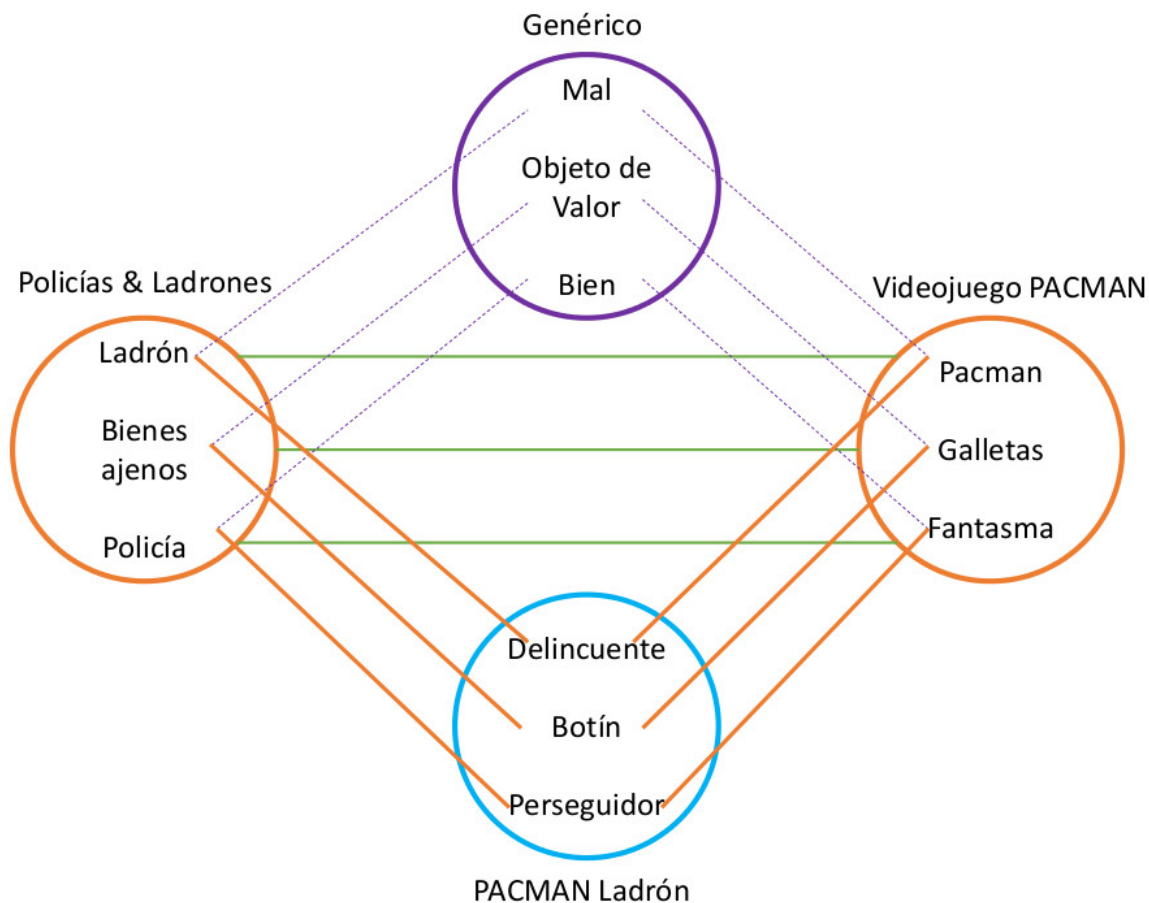 Genérico
Mal
Objeto de
Valor
Bien
Policías & Ladrones
Ladrón
Bienes
ajenos
Policía
Videojuego PACMAN
Pacman
Galletas
Fantasma
Delincuente
Botín
Perseguidor
PACMAN Ladrón